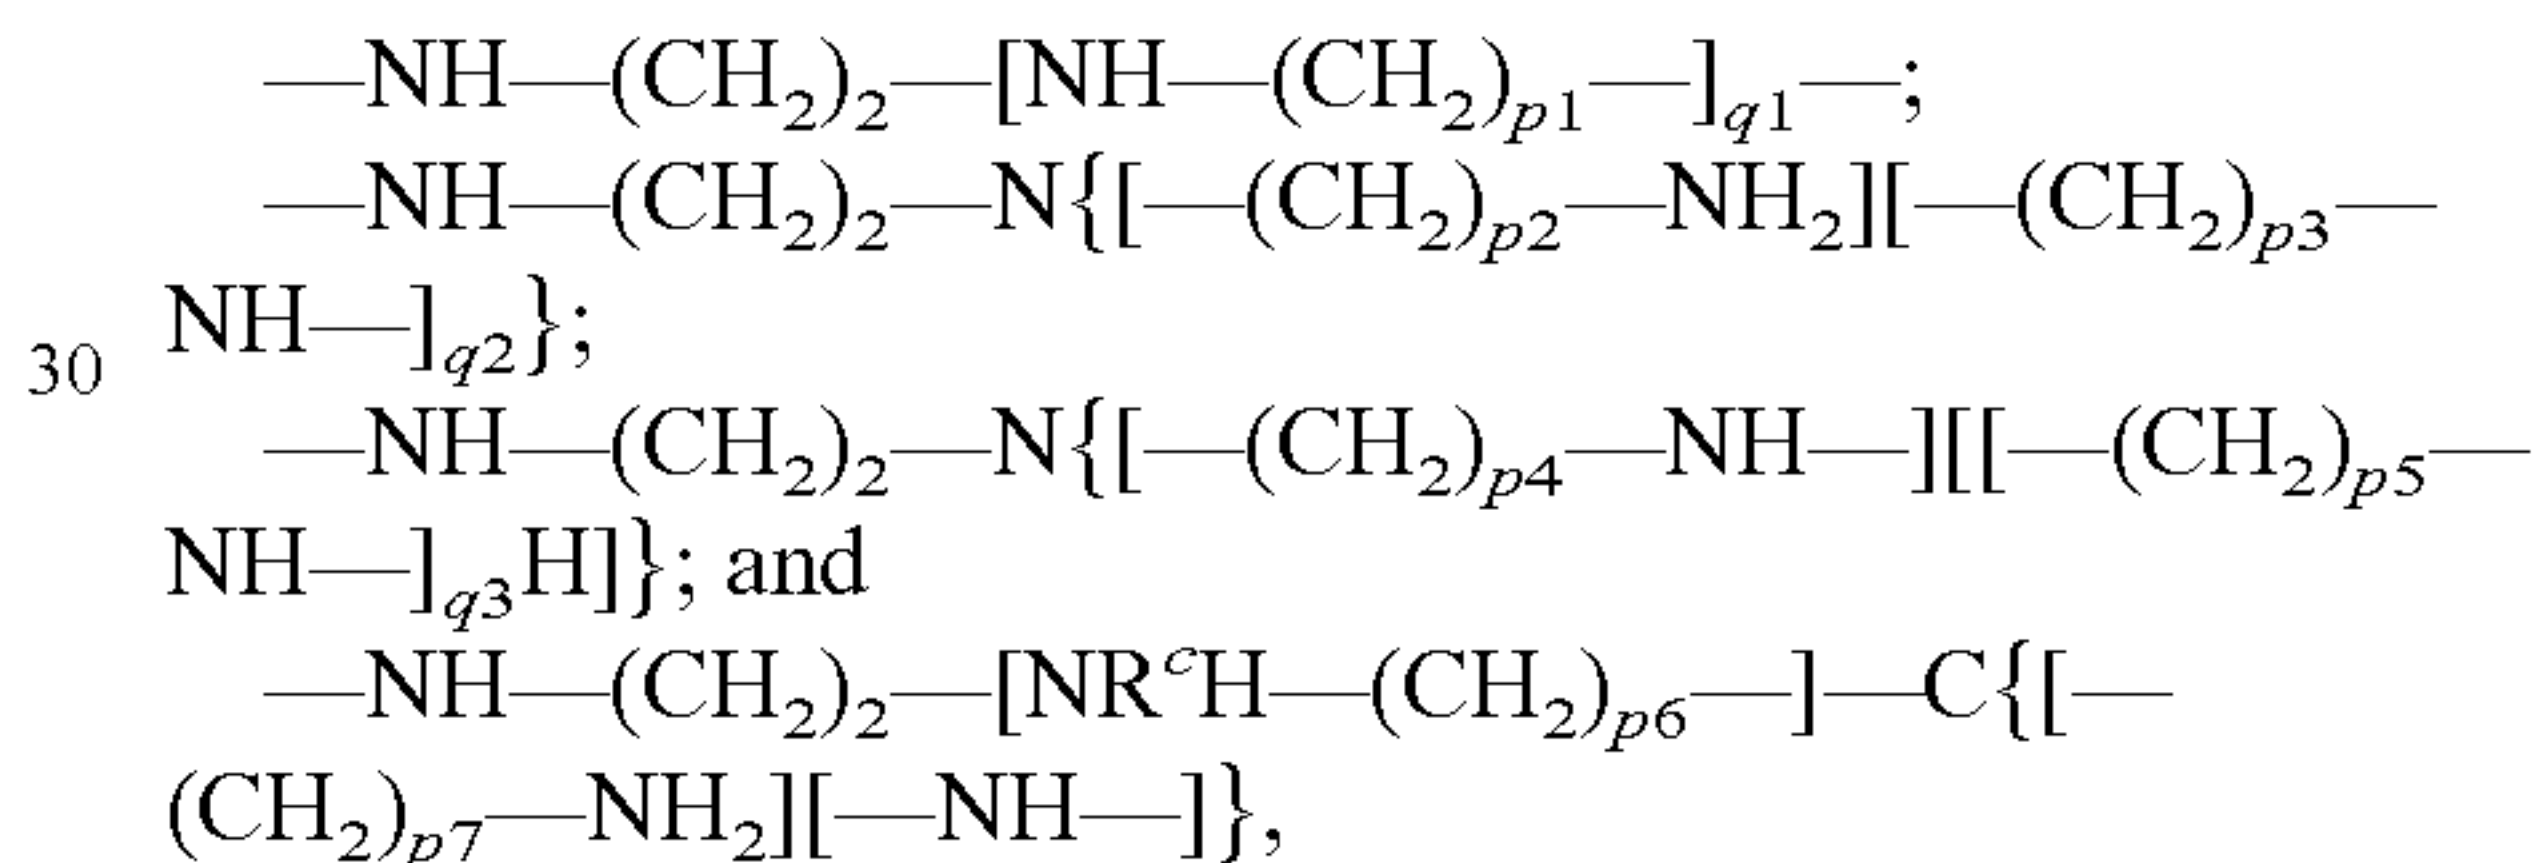 —NH—(CH₂)₂—[NH—(CH₂)ₚ₁—]q1—;
—NH—(CH₂)₂—N{[—(CH₂)ₚ₂—NH₂][—(CH₂)ₚ₃—
NH—]q2};
30
—NH—(CH₂)₂—N{[—(CH₂)ₚ₄—NH—][[—(CH₂)ₚ₅—
NH—]q3H]}; and
—NH—(CH₂)₂—[NRᶜH—(CH₂)ₚ₆—]—C{[—
(CH₂)ₚ₇—NH₂][—NH—]},